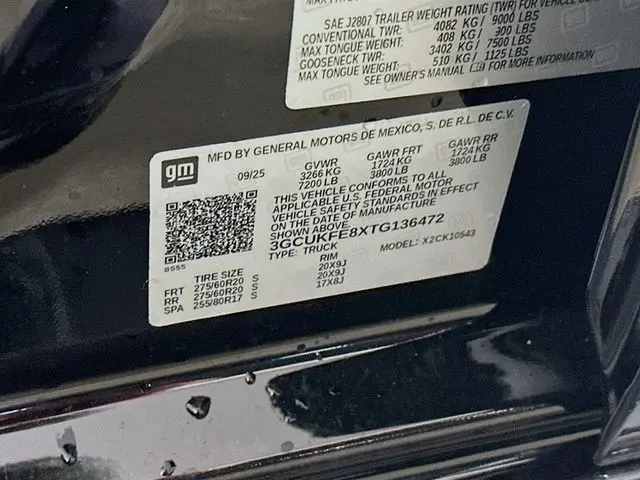 SAE J2807 TRAILER WEIGHT RATING (TWR) FOR VEHICLE
CONVENTIONAL TWR: 4082 KG / 9000 LBS
MAX TONGUE WEIGHT: 408 KG / 900 LBS
GOOSENECK TWR: 3402 KG / 7500 LBS
MAX TONGUE WEIGHT: 510 KG / 1125 LBS
SEE OWNER'S MANUAL FOR MORE INFORMATION
gm
MFD BY GENERAL MOTORS DE MEXICO, S. DE R.L. DE C.V.
09/25 GVWR GAWR FRT GAWR RR
PPHE 3266 KG 1724 KG 1724 KG
7200 LB 3800 LB 3800 LB
THIS VEHICLE CONFORMS TO ALL
APPLICABLE U.S. FEDERAL MOTOR
VEHICLE SAFETY STANDARDS IN EFFECT
ON THE DATE OF MANUFACTURE
SHOWN ABOVE.
3GCUKFE8XTG136472
TYPE: TRUCK MODEL: X2CK10543
8555
TIRE SIZE RIM
FRT 275/60R20 S 20X9J
RR 275/60R20 S 20X9J
SPA 255/80R17 S 17X8J